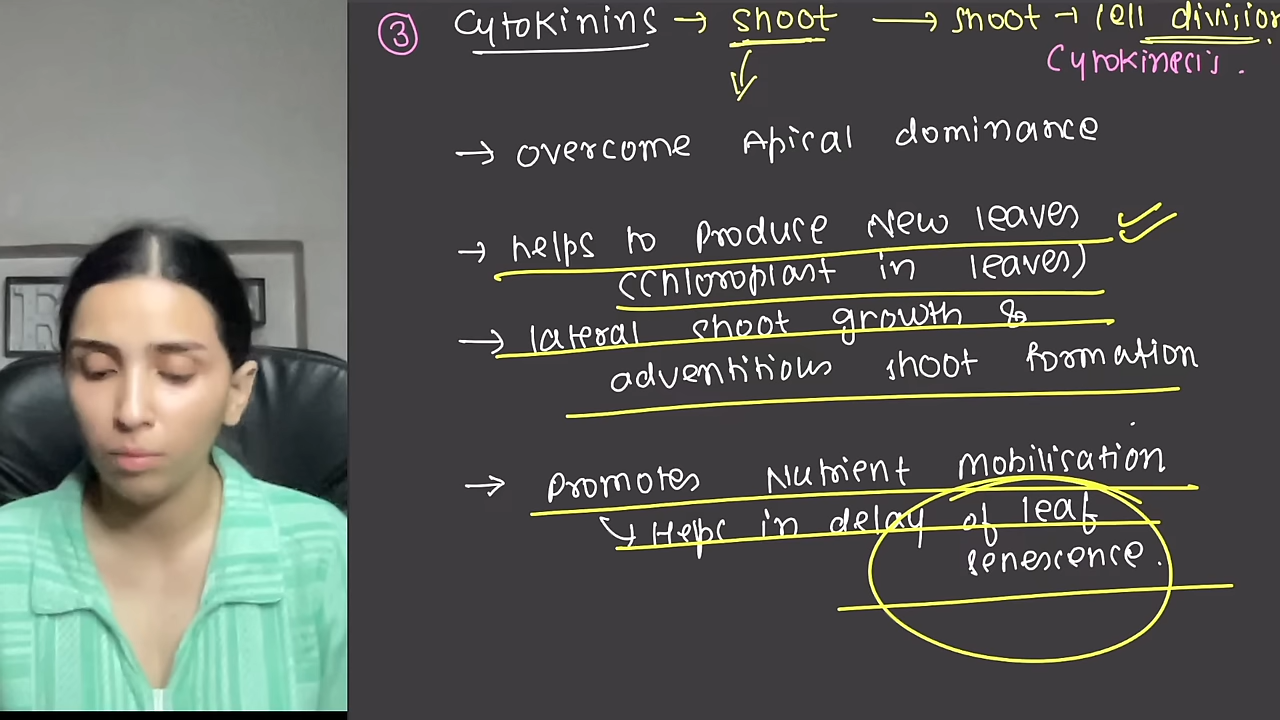 ③ Cytokinins → shoot → shoot → cell division
Cytokinesis.
→ overcome Apical dominance
→ helps to produce New leaves
(chloroplast in leaves)
→ lateral shoot growth &
adventitious shoot formation
→ Promotes Nutrient mobilisation
↳ Helps in delay of leaf
senescence.